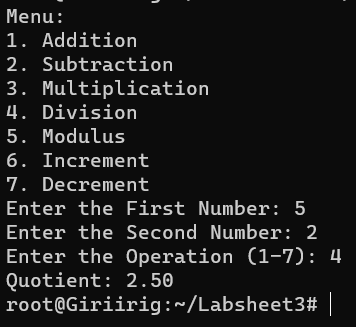 Menu:
1. Addition
2. Subtraction
3. Multiplication
4. Division
5. Modulus
6. Increment
7. Decrement
Enter the First Number: 5
Enter the Second Number: 2
Enter the Operation (1-7): 4
Quotient: 2.50
root@Giriirig:~/Labsheet3#